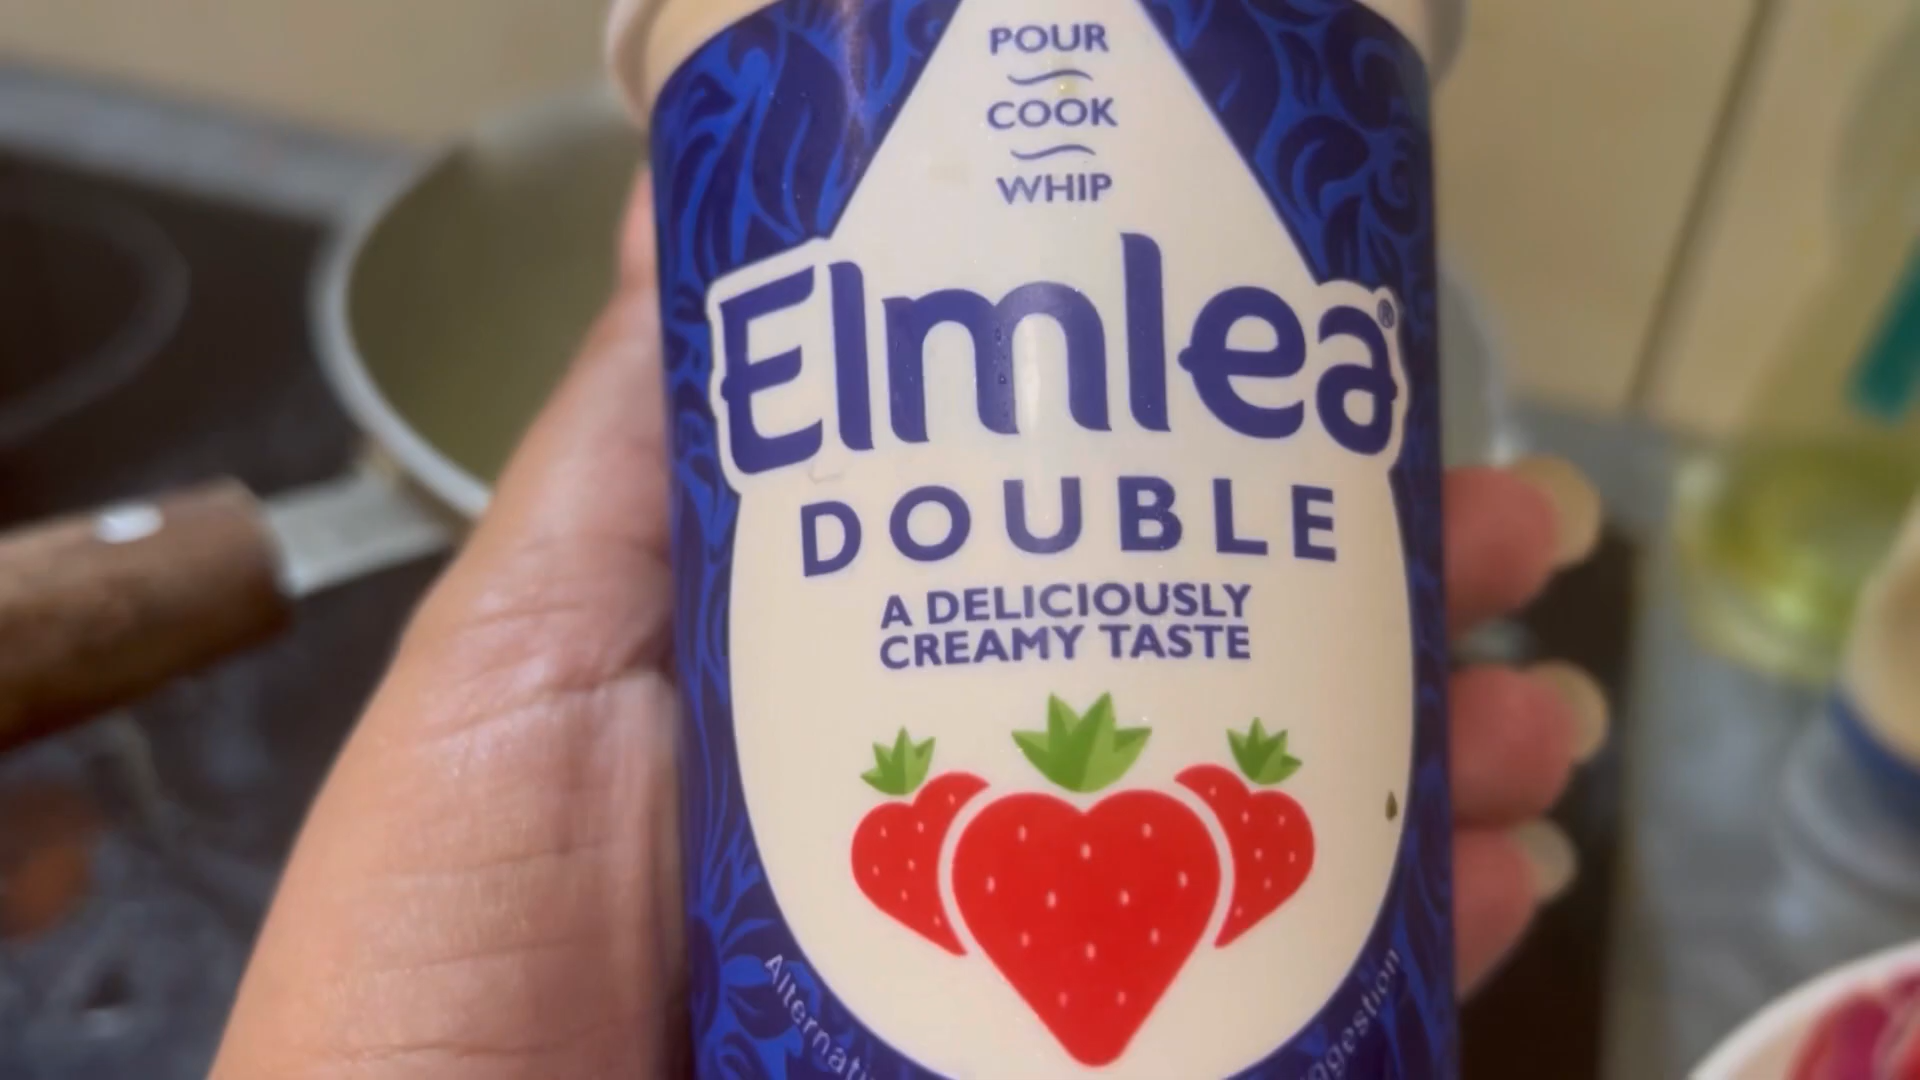 POUR
COOK
WHIP
Elmlea®
DOUBLE
A DELICIOUSLY
CREAMY TASTE